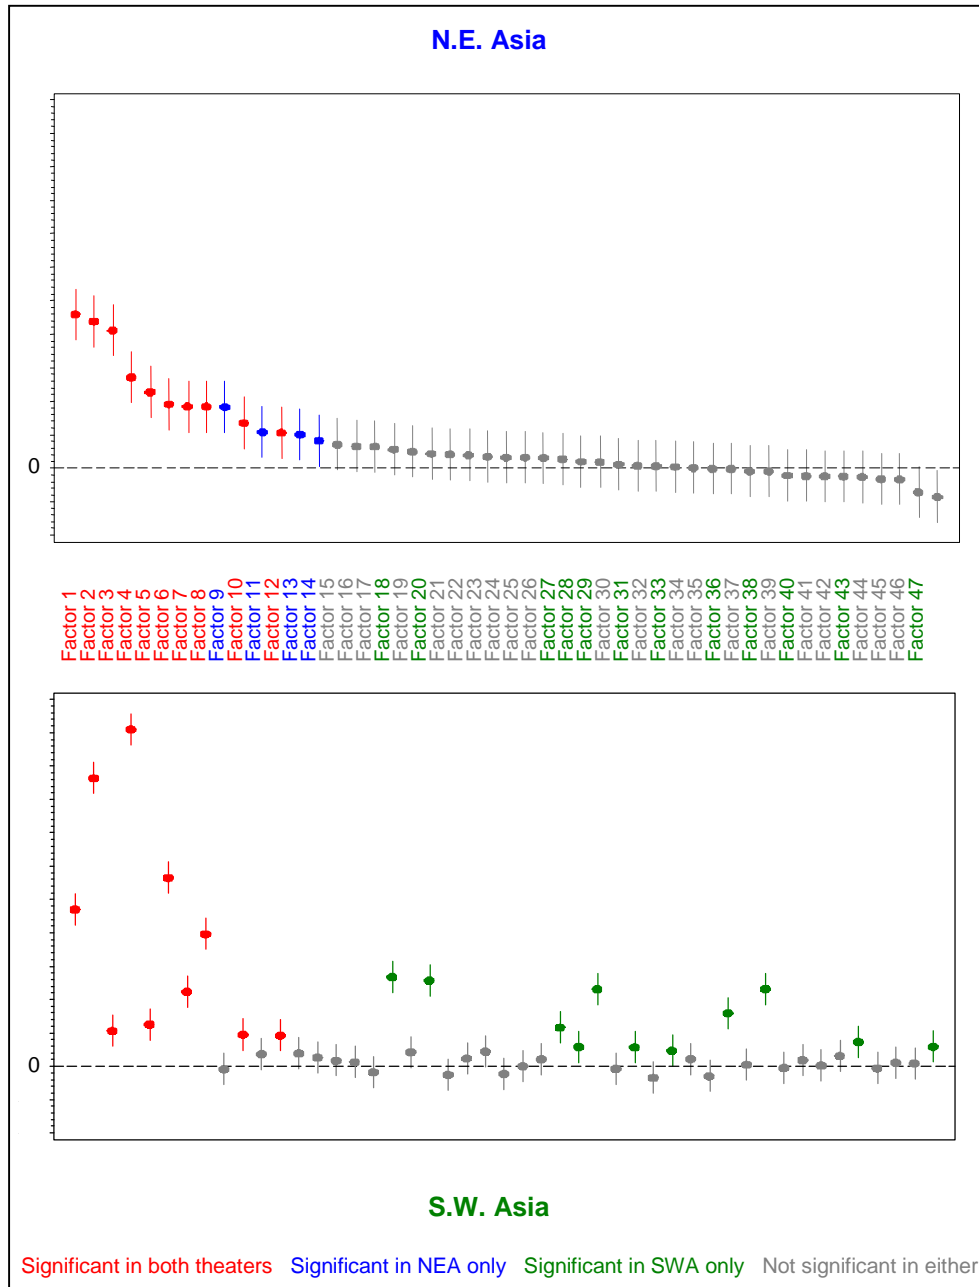 N.E. Asia
0
Factor 1
Factor 2
Factor 3
Factor 4
Factor 5
Factor 6
Factor 7
Factor 8
Factor 9
Factor 10
Factor 11
Factor 12
Factor 13
Factor 14
Factor 15
Factor 16
Factor 17
Factor 18
Factor 19
Factor 20
Factor 21
Factor 22
Factor 23
Factor 24
Factor 25
Factor 26
Factor 27
Factor 28
Factor 29
Factor 30
Factor 31
Factor 32
Factor 33
Factor 34
Factor 35
Factor 36
Factor 37
Factor 38
Factor 39
Factor 40
Factor 41
Factor 42
Factor 43
Factor 44
Factor 45
Factor 46
Factor 47
0
S.W. Asia
Significant in both theaters Significant in NEA only Significant in SWA only Not significant in either